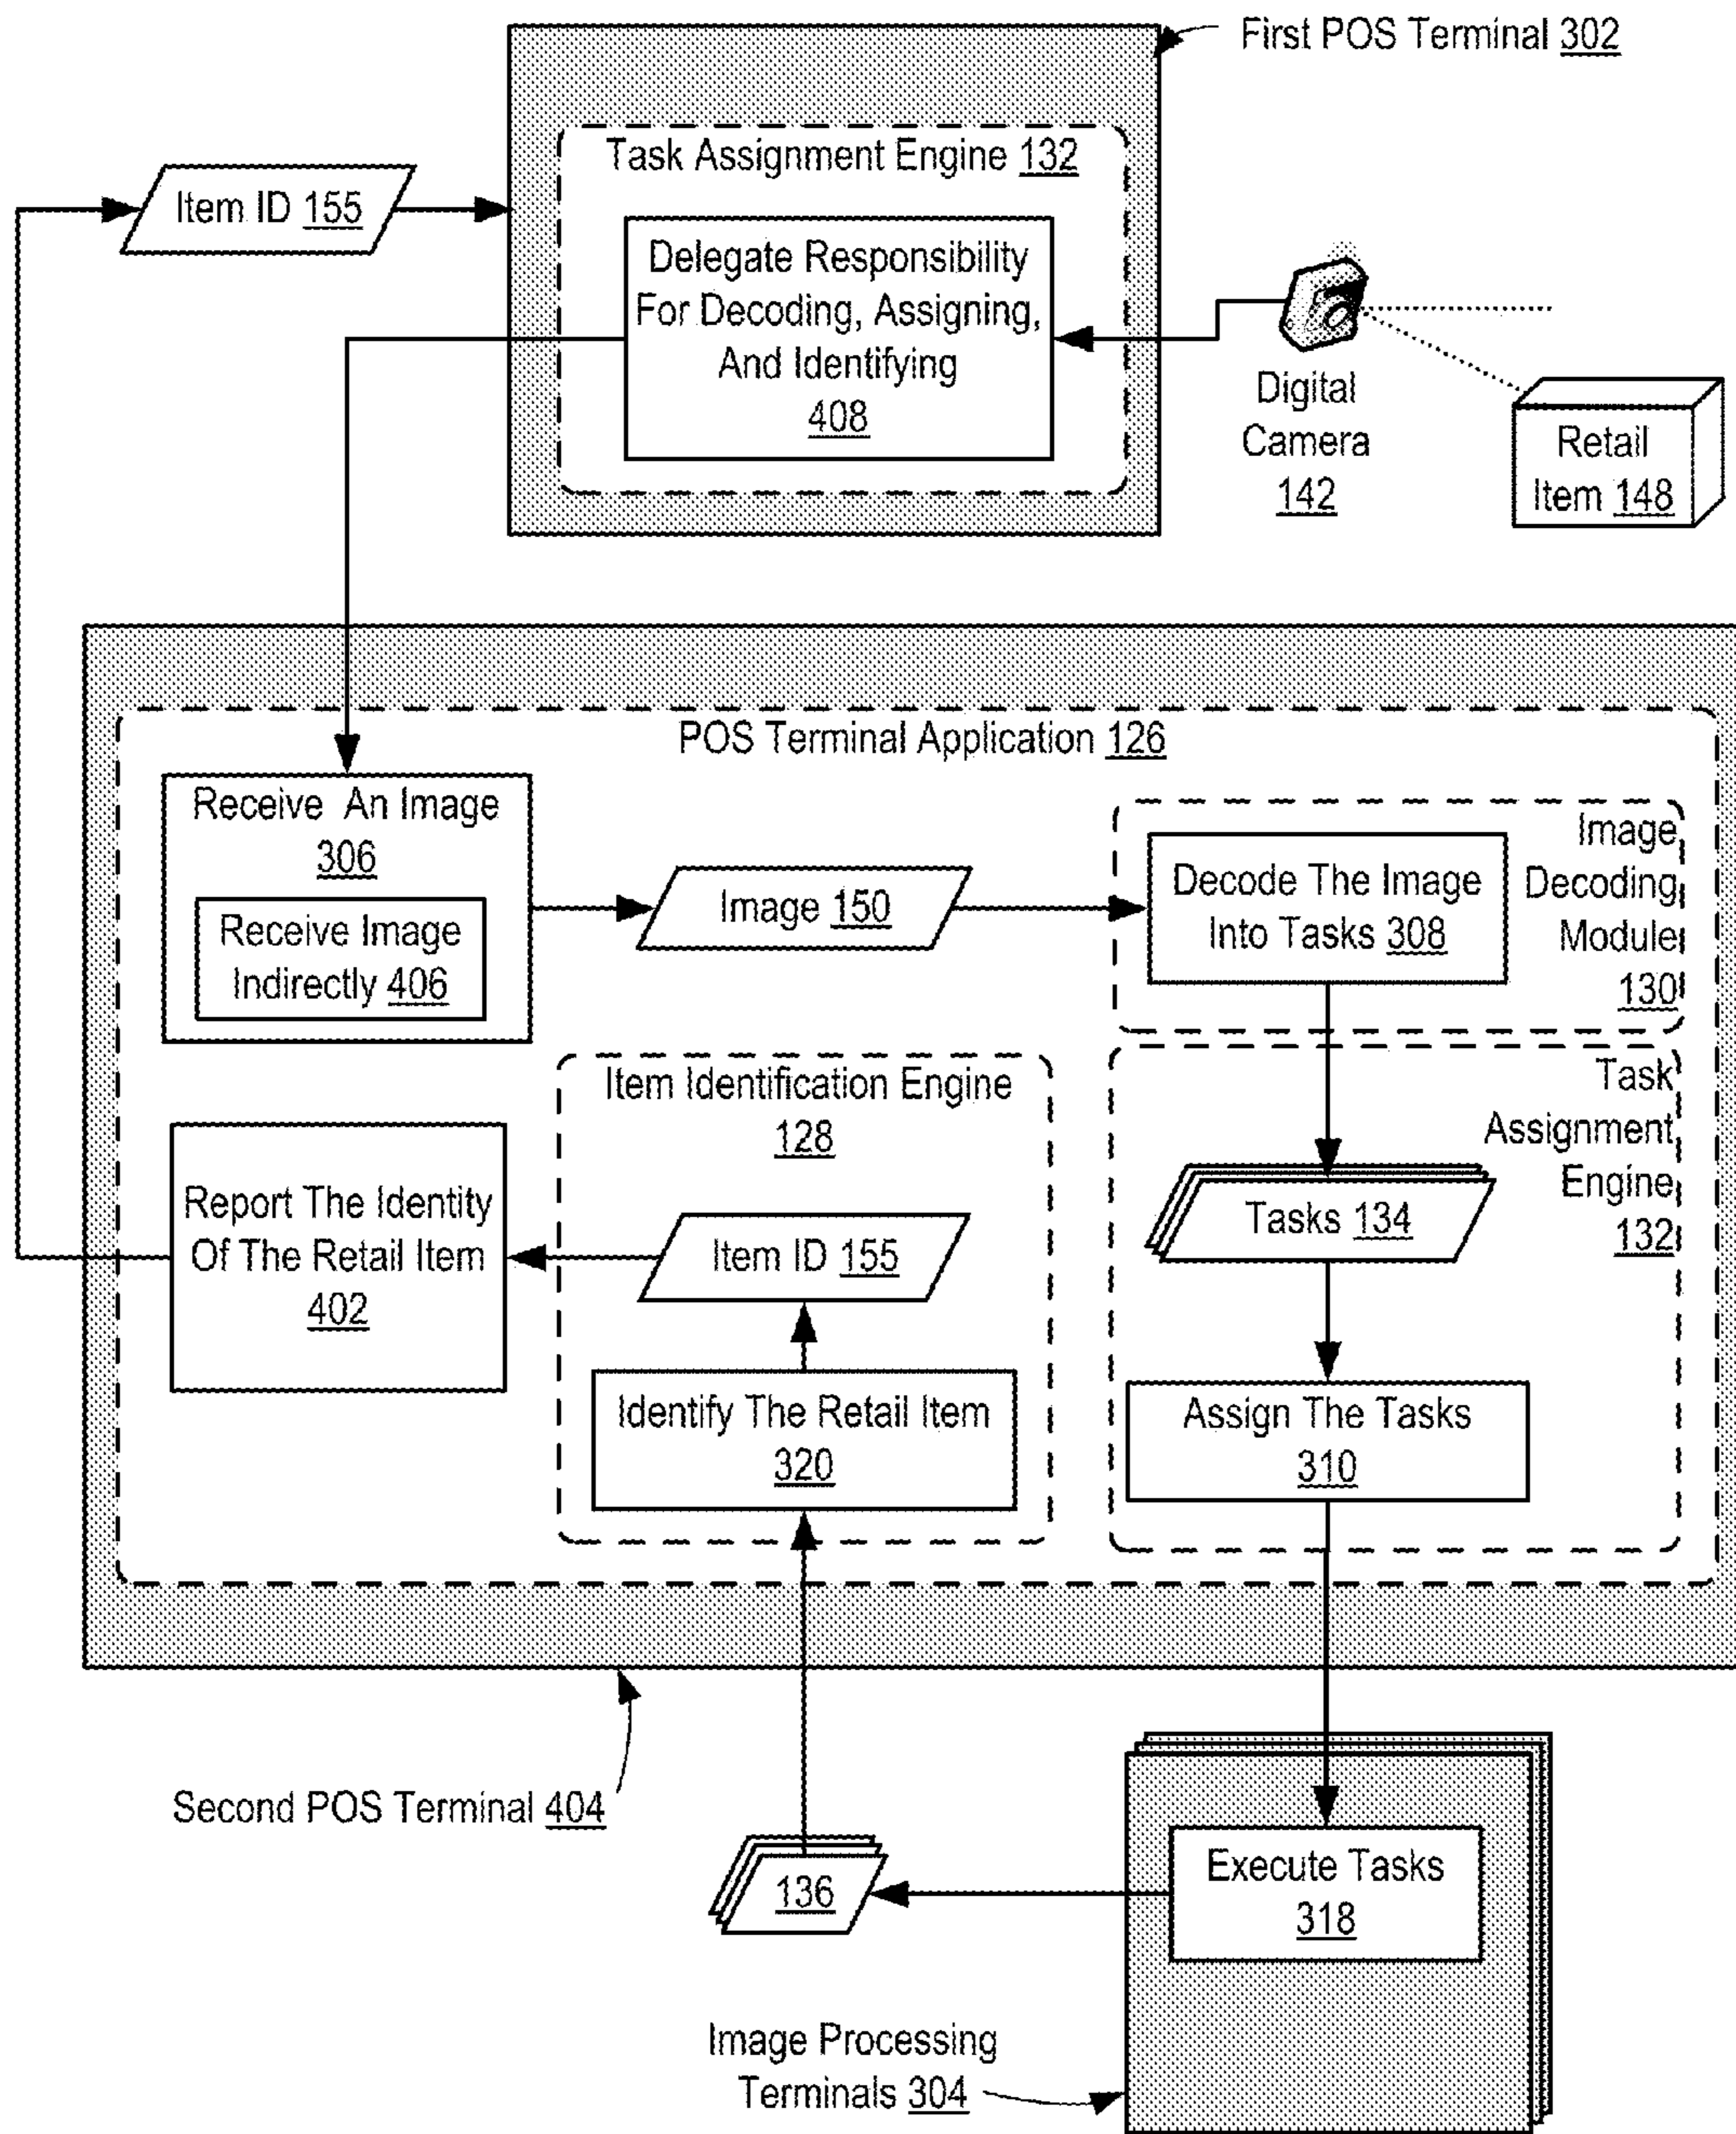 First POS Terminal 302
Task Assignment Engine 132
Item ID 155
Delegate Responsibility
For Decoding, Assigning,
And Identifying
408
Digital
Camera
142
Retail
Item 148
POS Terminal Application 126
Receive An Image
306
Receive Image
Indirectly 406
Image 150
Decode The Image
Into Tasks 308
Image
Decoding
Module
130
Item Identification Engine
128
Task
Assignment
Engine
132
Report The Identity
Of The Retail Item
402
Item ID 155
Tasks 134
Identify The Retail Item
320
Assign The Tasks
310
Second POS Terminal 404
136
Execute Tasks
318
Image Processing
Terminals 304